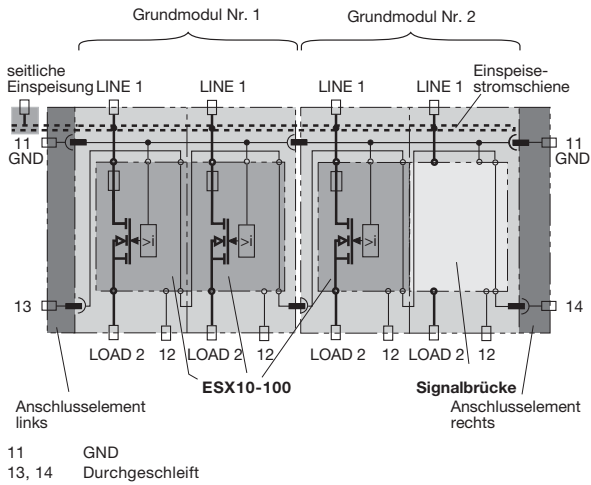 Grundmodul Nr. 1 Grundmodul Nr. 2
seitliche
Einspeisung LINE 1 LINE 1 LINE 1 LINE 1 Einspeise-
stromschiene
11 11
GND GND
>i >i >i
13 14
LOAD 2 12 LOAD 2 12 LOAD 2 12 LOAD 2 12
ESX10-100 Signalbrücke
Anschlusselement Anschlusselement
links rechts
11 GND
13, 14 Durchgeschleift